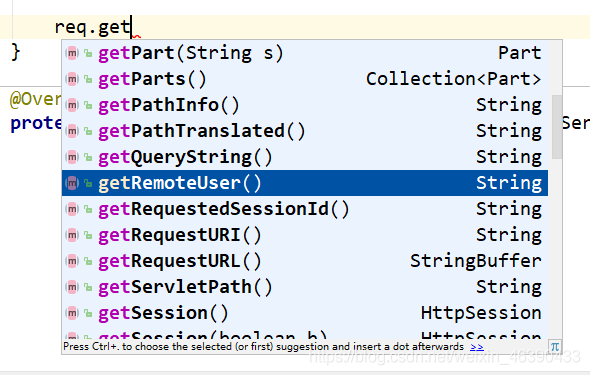 req.get
}
getPart(String s) Part
getParts() Collection<Part>
getPathInfo() String
getPathTranslated() String
getQueryString() String
getRemoteUser() String
getRequestedSessionId() String
getRequestURI() String
getRequestURL() StringBuffer
getServletPath() String
getSession() HttpSession
getSession(boolean b) HttpSession
@Over
prote
Ser
Press Ctrl+. to choose the selected (or first) suggestion and insert a dot afterwards >>
π
https://blog.csdn.net/weixin_46390433